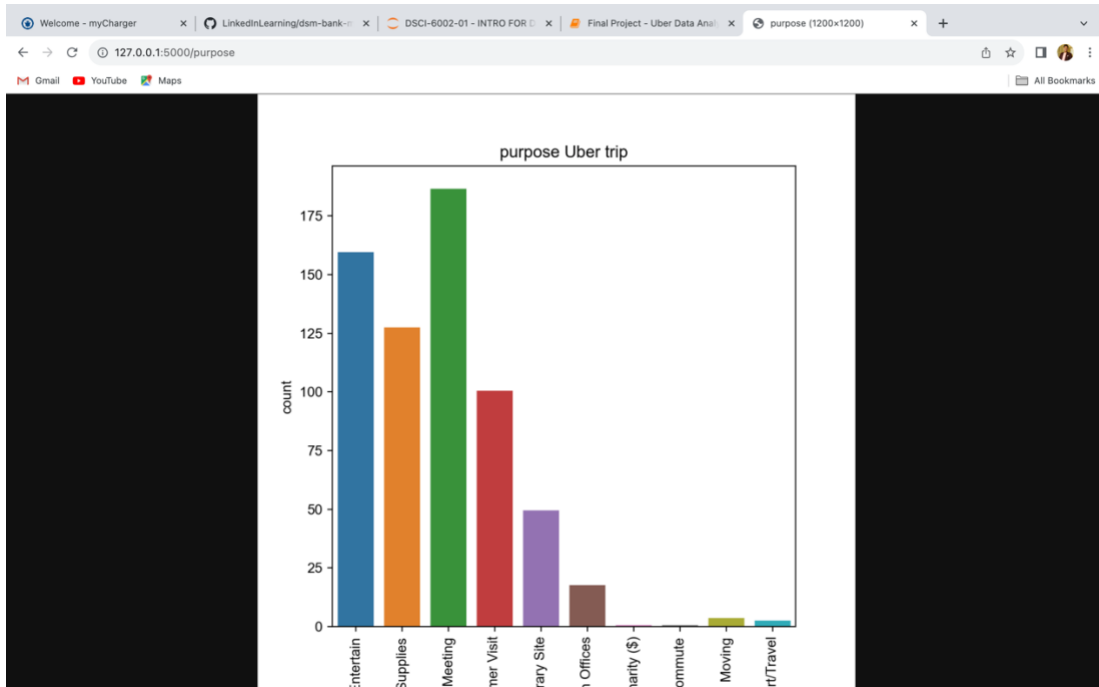 Welcome - myCharger
LinkedInLearning/dsm-bank-m
DSCI-6002-01 - INTRO FOR D
Final Project - Uber Data Anal
purpose (1200×1200)
127.0.0.1:5000/purpose
Gmail YouTube Maps
All Bookmarks
purpose Uber trip
175
150
125
100
75
50
25
0
count
Entertain
Supplies
Meeting
mer Visit
rary Site
n Offices
harity ($)
ommute
Moving
rt/Travel